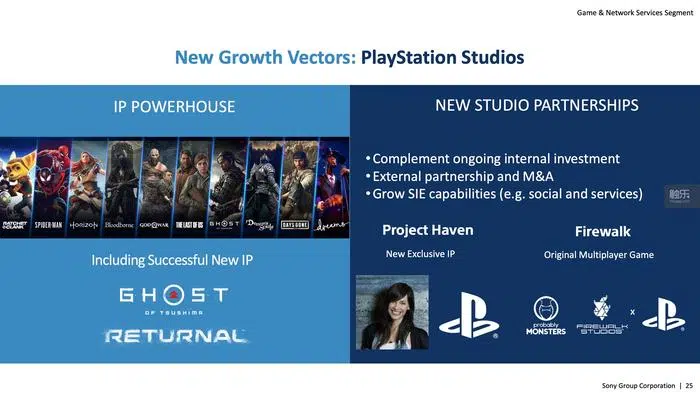 Game & Network Services Segment
New Growth Vectors: PlayStation Studios
IP POWERHOUSE
RATCHET
CLANK
SPIDER-MAN
HORIZON
Bloodborne
GOD OF WAR
THE LAST OF US
GHOST
Demon's Souls
DAYS GONE
dreams
Including Successful New IP
GHOST
OF TSUSHIMA
RETURNAL
NEW STUDIO PARTNERSHIPS
• Complement ongoing internal investment
• External partnership and M&A
• Grow SIE capabilities (e.g. social and services)
触乐
Project Haven
New Exclusive IP
Firewalk
Original Multiplayer Game
probably
MONSTERS
FIREWALK
STUDIOS
x
Sony Group Corporation | 25